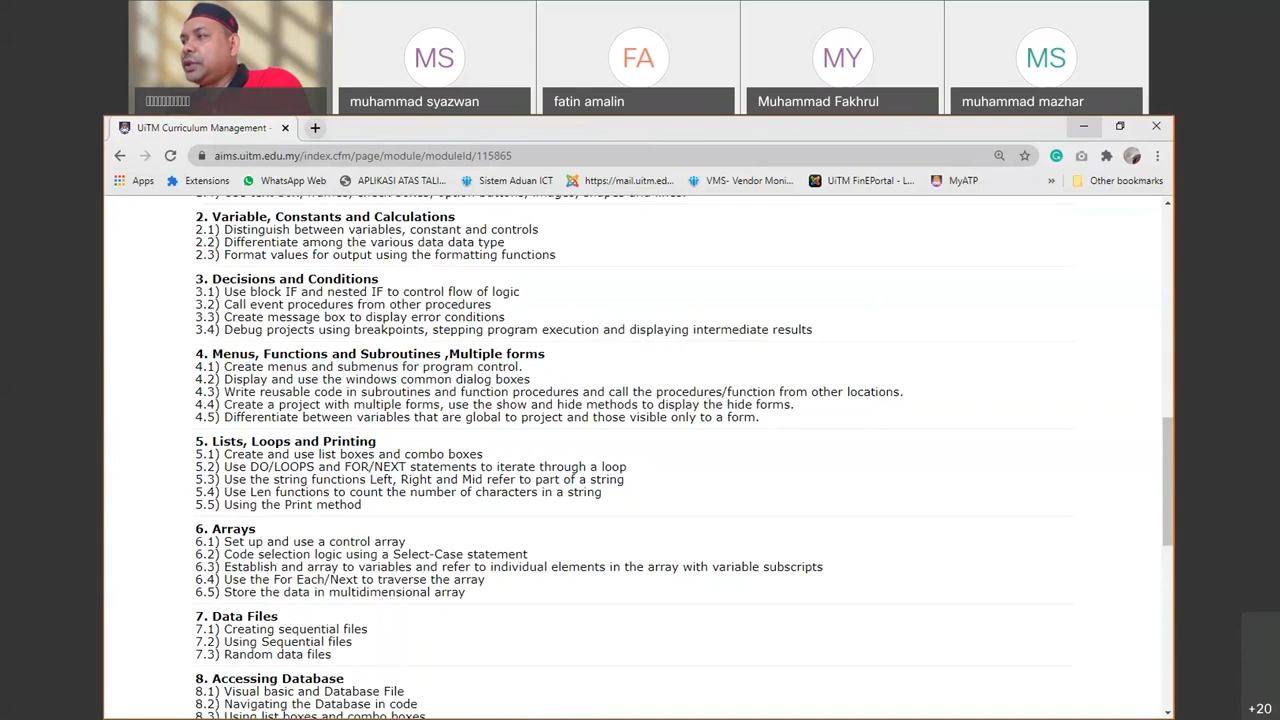 MS
FA
MY
MS
muhammad syazwan
fatin amalin
Muhammad Fakhrul
muhammad mazhar
UiTM Curriculum Management -
aims.uitm.edu.my/index.cfm/page/module/moduleId/115865
Apps
Extensions
WhatsApp Web
APLIKASI ATAS TALI...
Sistem Aduan ICT
https://mail.uitm.ed...
VMS- Vendor Moni...
UiTM FinEPortal - L...
MyATP
»
Other bookmarks
2. Variable, Constants and Calculations
2.1) Distinguish between variables, constant and controls
2.2) Differentiate among the various data data type
2.3) Format values for output using the formatting functions
3. Decisions and Conditions
3.1) Use block IF and nested IF to control flow of logic
3.2) Call event procedures from other procedures
3.3) Create message box to display error conditions
3.4) Debug projects using breakpoints, stepping program execution and displaying intermediate results
4. Menus, Functions and Subroutines ,Multiple forms
4.1) Create menus and submenus for program control.
4.2) Display and use the windows common dialog boxes
4.3) Write reusable code in subroutines and function procedures and call the procedures/function from other locations.
4.4) Create a project with multiple forms, use the show and hide methods to display the hide forms.
4.5) Differentiate between variables that are global to project and those visible only to a form.
5. Lists, Loops and Printing
5.1) Create and use list boxes and combo boxes
5.2) Use DO/LOOPS and FOR/NEXT statements to iterate through a loop
5.3) Use the string functions Left, Right and Mid refer to part of a string
5.4) Use Len functions to count the number of characters in a string
5.5) Using the Print method
6. Arrays
6.1) Set up and use a control array
6.2) Code selection logic using a Select-Case statement
6.3) Establish and array to variables and refer to individual elements in the array with variable subscripts
6.4) Use the For Each/Next to traverse the array
6.5) Store the data in multidimensional array
7. Data Files
7.1) Creating sequential files
7.2) Using Sequential files
7.3) Random data files
8. Accessing Database
8.1) Visual basic and Database File
8.2) Navigating the Database in code
8.3) Using list boxes and combo boxes
+20